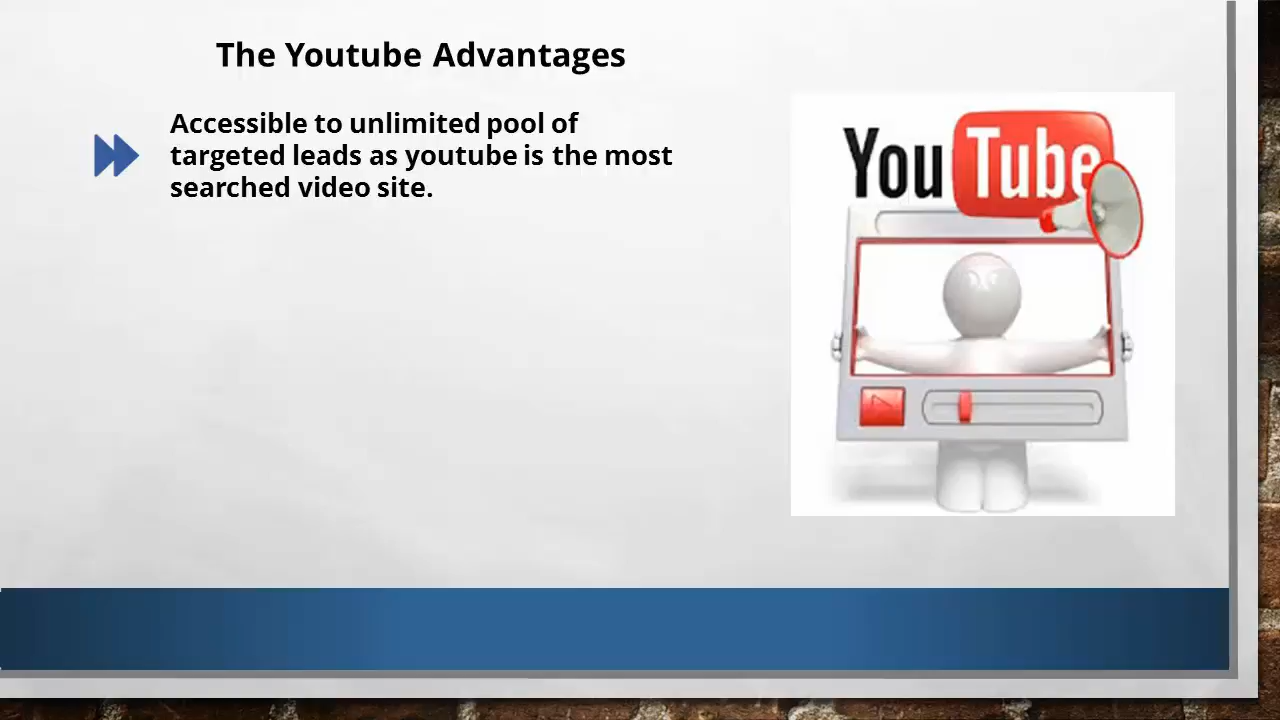 The Youtube Advantages
Accessible to unlimited pool of
targeted leads as youtube is the most
searched video site.
YouTube